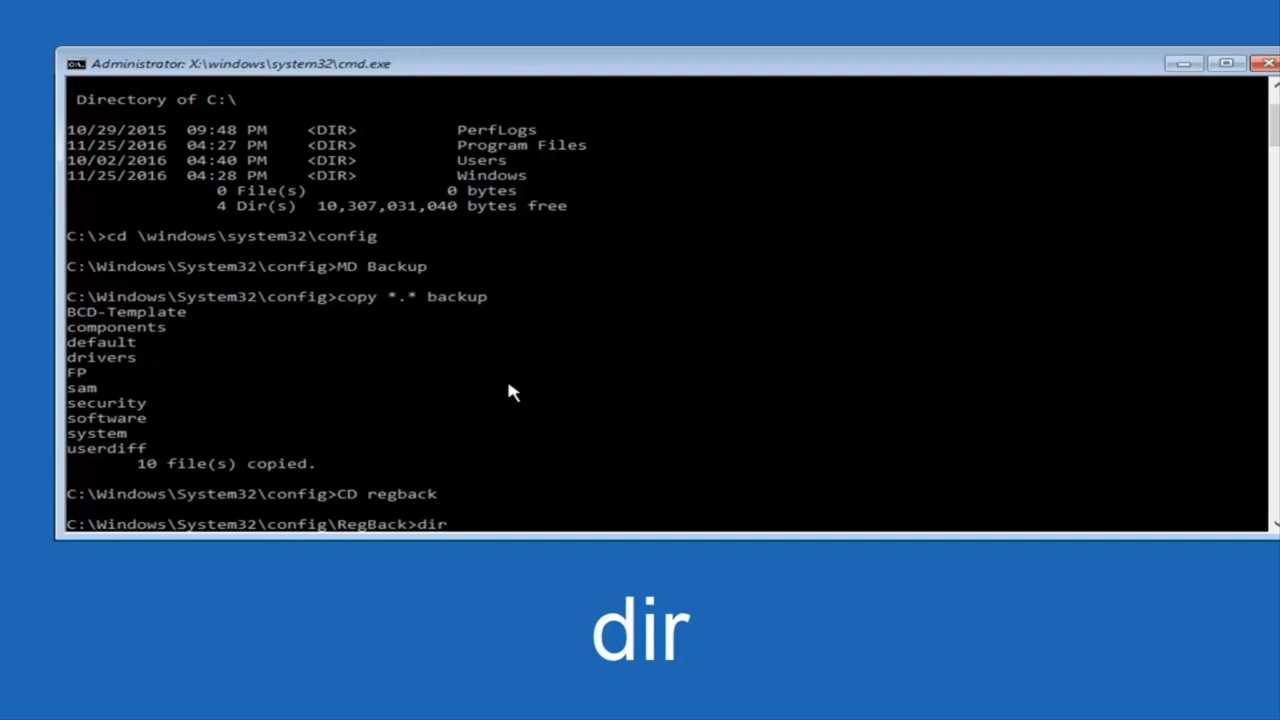 Administrator: X:\windows\system32\cmd.exe
Directory of C:\
10/29/2015 09:48 PM <DIR> PerfLogs
11/25/2016 04:27 PM <DIR> Program Files
10/02/2016 04:40 PM <DIR> Users
11/25/2016 04:28 PM <DIR> Windows
0 File(s) 0 bytes
4 Dir(s) 10,307,031,040 bytes free
C:\>cd \windows\system32\config
C:\Windows\System32\config>MD Backup
C:\Windows\System32\config>copy *.* backup
BCD-Template
components
default
drivers
FP
sam
security
software
system
userdiff
10 file(s) copied.
C:\Windows\System32\config>CD regback
C:\Windows\System32\config\RegBack>dir
dir